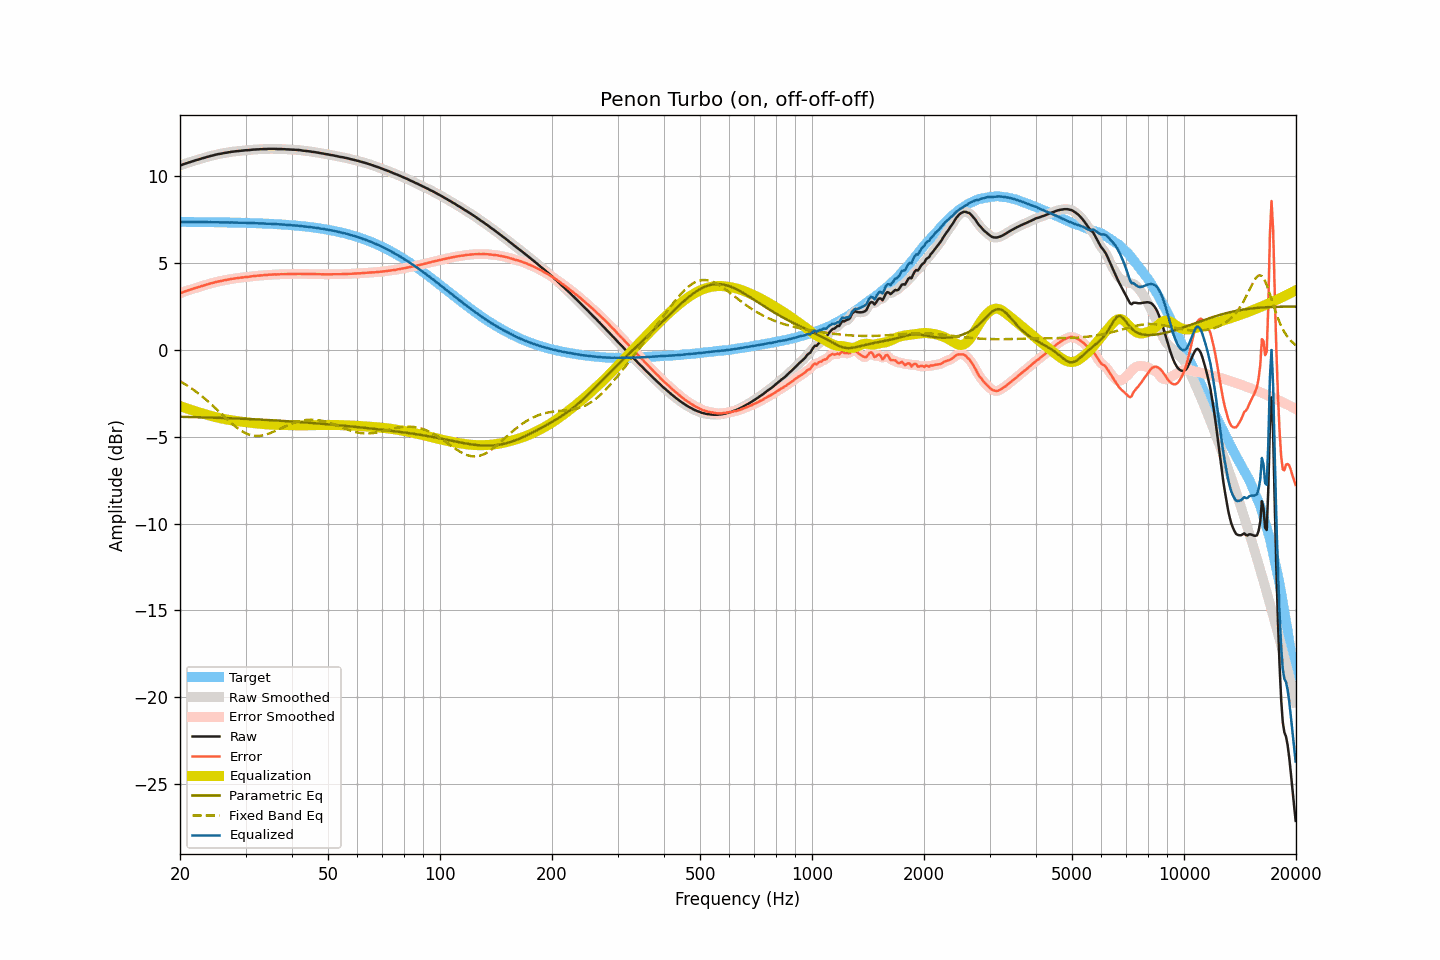 Penon Turbo (on, off-off-off)
Amplitude (dBr)
10
5
0
−5
−10
−15
−20
−25
Target
Raw Smoothed
Error Smoothed
Raw
Error
Equalization
Parametric Eq
Fixed Band Eq
Equalized
20 50 100 200 500 1000 2000 5000 10000 20000
Frequency (Hz)